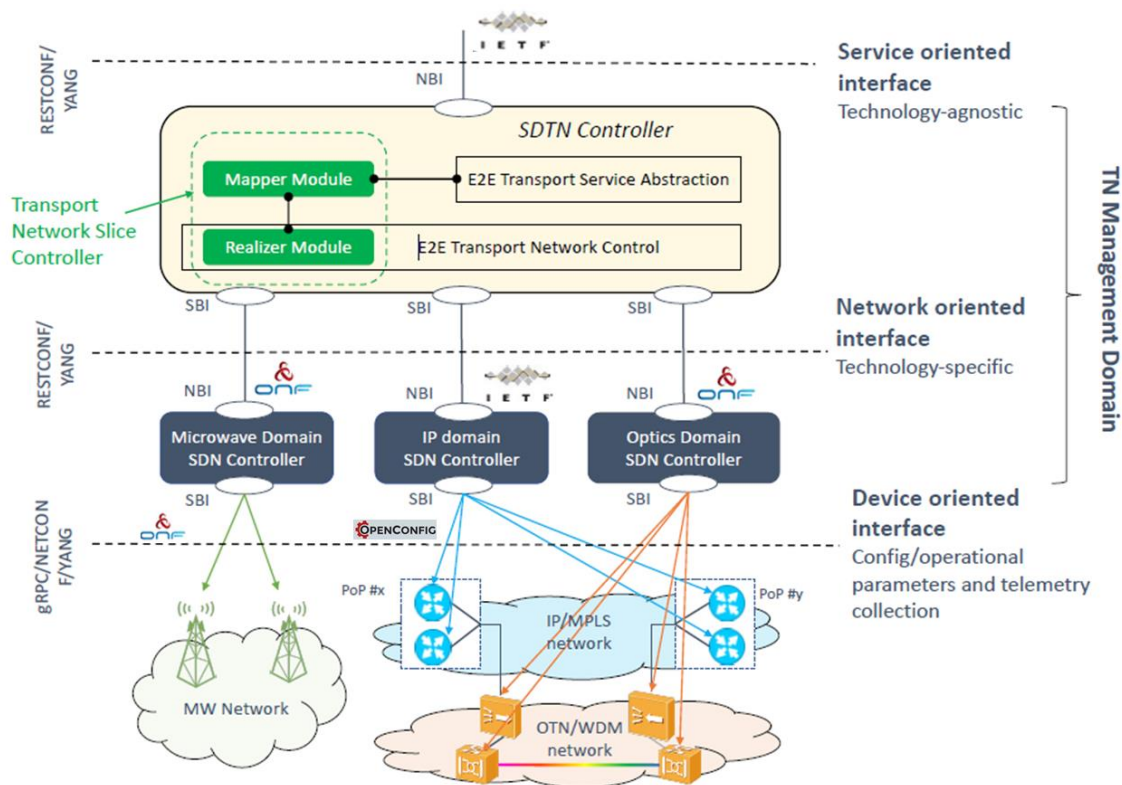 I E T F®
NBI
RESTCONF/
YANG
Service oriented
interface
Technology-agnostic
SDTN Controller
Mapper Module
E2E Transport Service Abstraction
Realizer Module
E2E Transport Network Control
Transport
Network Slice
Controller
TN Management Domain
SBI
SBI
SBI
Network oriented
interface
Technology-specific
RESTCONF/
YANG
NBI
ONF
NBI
I E T F®
NBI
ONF
Microwave Domain
SDN Controller
IP domain
SDN Controller
Optics Domain
SDN Controller
SBI
SBI
SBI
Device oriented
interface
Config/operational
parameters and telemetry
collection
gRPC/NETCON
F/YANG
ONF
OPENCONFIG
PoP #x
PoP #y
IP/MPLS
network
MW Network
OTN/WDM
network